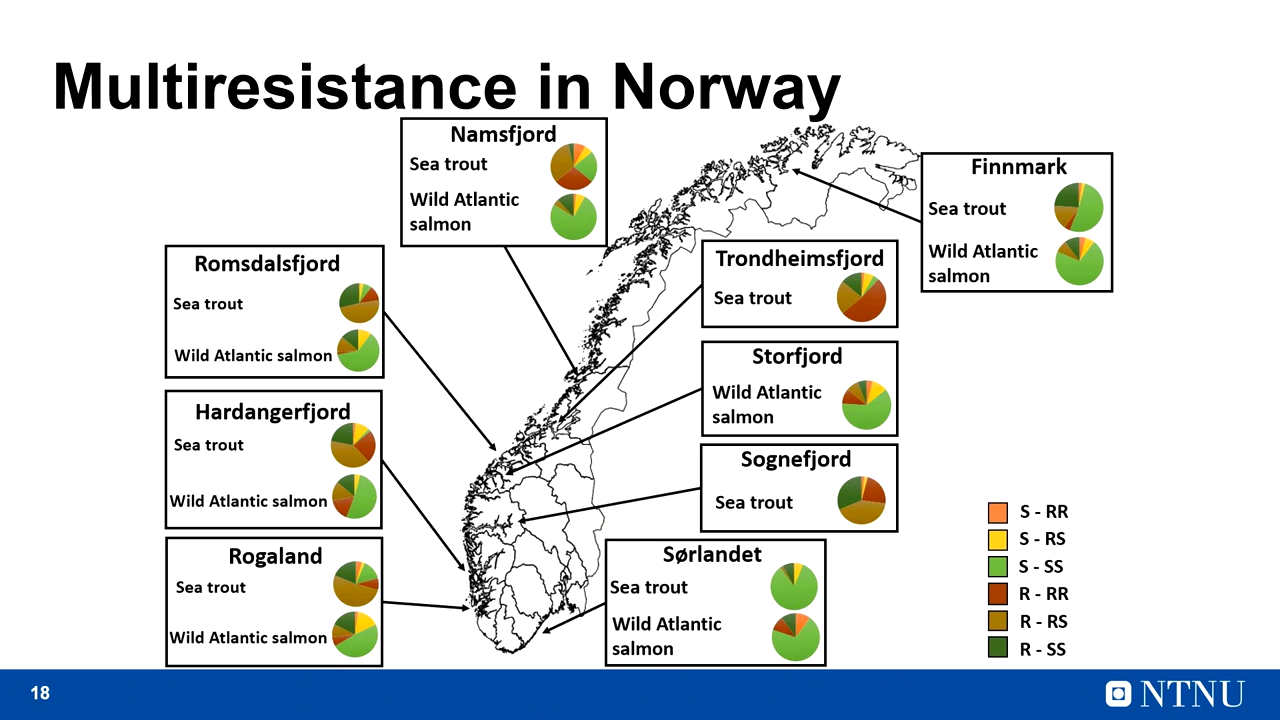 Multiresistance in Norway
Namsfjord
Sea trout
Wild Atlantic
salmon
Finnmark
Sea trout
Wild Atlantic
salmon
Romsdalsfjord
Sea trout
Wild Atlantic salmon
Trondheimsfjord
Sea trout
Storfjord
Wild Atlantic
salmon
Hardangerfjord
Sea trout
Wild Atlantic salmon
Sognefjord
Sea trout
Rogaland
Sea trout
Wild Atlantic salmon
Sørlandet
Sea trout
Wild Atlantic
salmon
S - RR
S - RS
S - SS
R - RR
R - RS
R - SS
18
NTNU